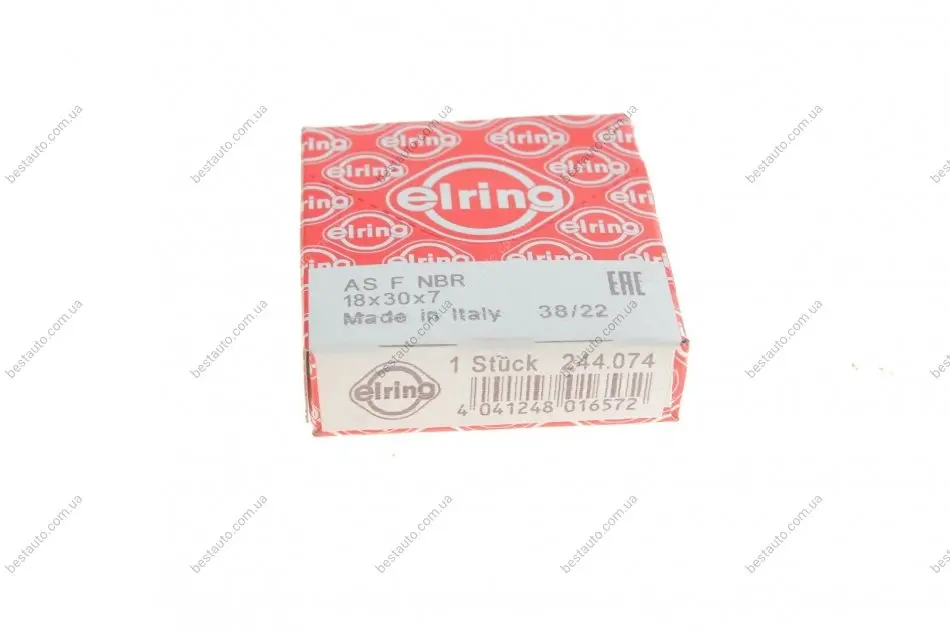 elring
AS F NBR
18x30x7
Made in Italy 38/22
EAC
1 Stück 244.074
elring
4 041248 016572
bestauto.com.ua